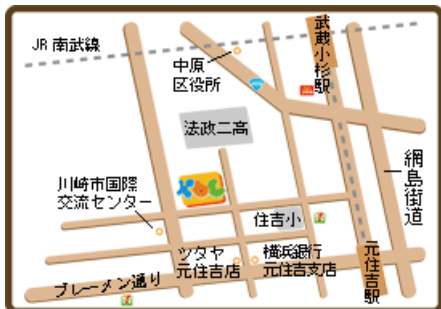 JR 南武線
中原
区役所
武蔵小杉駅
法政二高
網島街道
川崎市国際
交流センター
住吉小
ツタヤ
元住吉店
横浜銀行
元住吉支店
元住吉駅
ブレーメン通り